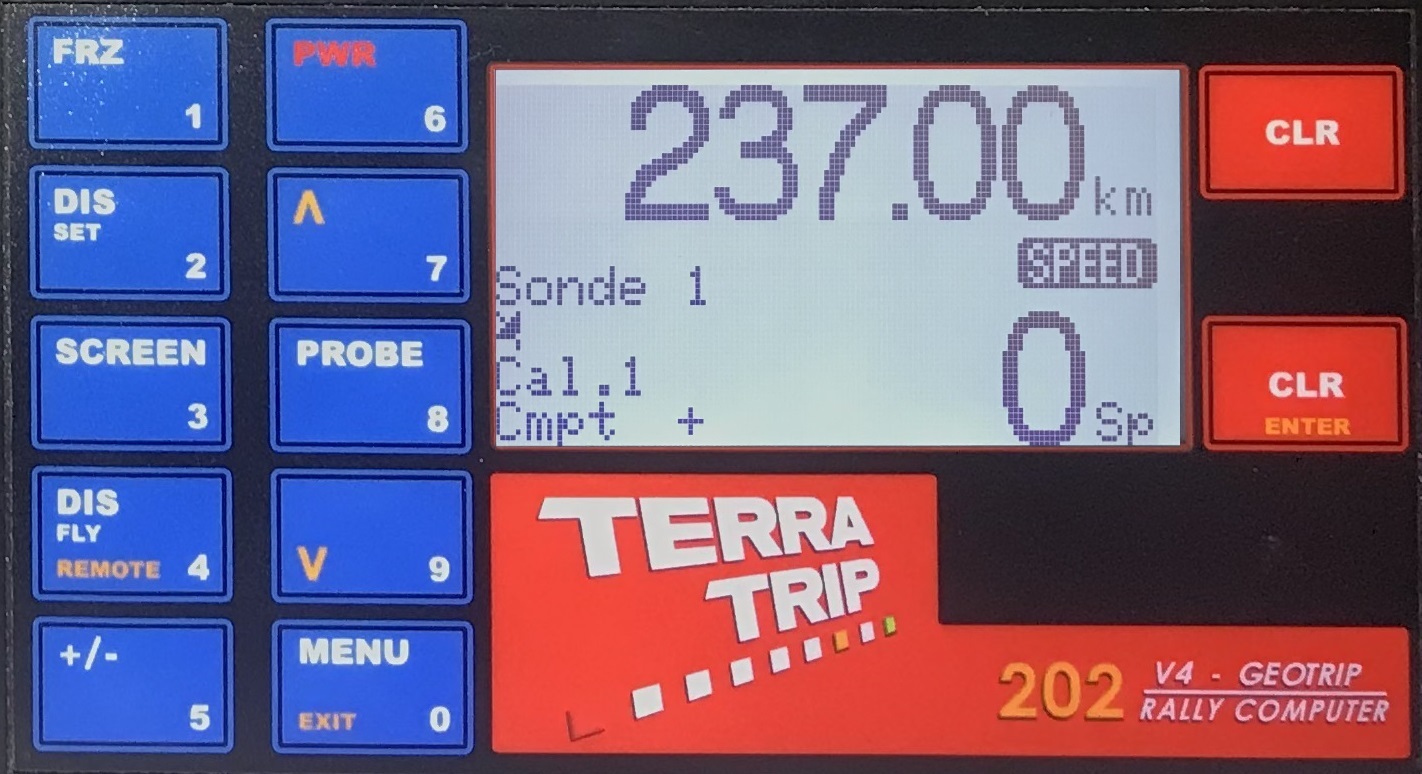 FRZ
1
PWR
6
DIS
SET
2
Λ
7
SCREEN
3
PROBE
8
DIS
FLY
REMOTE 4
V
9
+/-
5
MENU
EXIT 0
237.00 km
SPEED
Sonde 1
Cal.1
Cmpt +
0 Sp
CLR
CLR
ENTER
TERRA
TRIP
202
V4 - GEOTRIP
RALLY COMPUTER